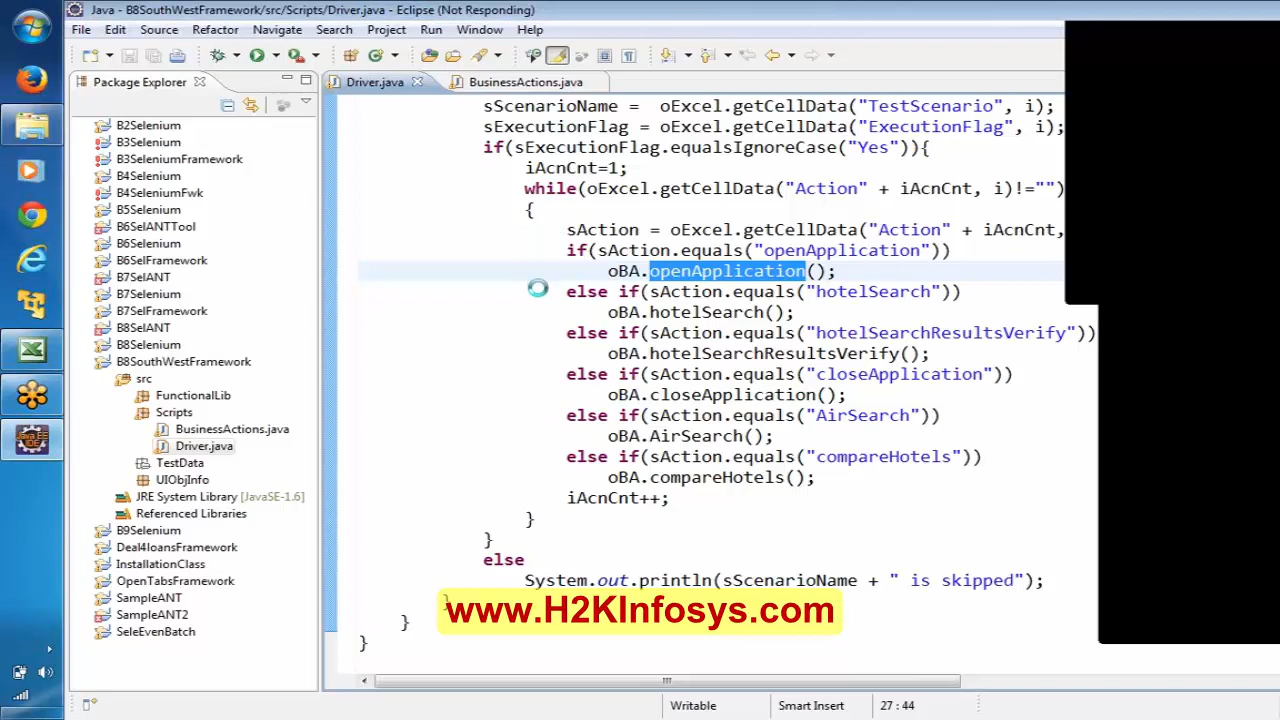 Java - B8SouthWestFramework/src/Scripts/Driver.java - Eclipse (Not Responding)
File Edit Source Refactor Navigate Search Project Run Window Help
Package Explorer
Driver.java
BusinessActions.java
B2Selenium
B3Selenium
B3SeleniumFramework
B4Selenium
B4SeleniumFwk
B5Selenium
B6SelANTTool
B6Selenium
B6SelFramework
B7SelANT
B7Selenium
B7SelFramework
B8SelANT
B8Selenium
B8SouthWestFramework
src
FunctionalLib
Scripts
BusinessActions.java
Driver.java
TestData
UIObjInfo
JRE System Library [JavaSE-1.6]
Referenced Libraries
B9Selenium
Deal4loansFramework
InstallationClass
OpenTabsFramework
SampleANT
SampleANT2
SeleEvenBatch
sScenarioName = oExcel.getCellData("TestScenario", i);
sExecutionFlag = oExcel.getCellData("ExecutionFlag", i);
if(sExecutionFlag.equalsIgnoreCase("Yes")){
iAcnCnt=1;
while(oExcel.getCellData("Action" + iAcnCnt, i)!="")
{
sAction = oExcel.getCellData("Action" + iAcnCnt,
if(sAction.equals("openApplication"))
oBA.openApplication();
else if(sAction.equals("hotelSearch"))
oBA.hotelSearch();
else if(sAction.equals("hotelSearchResultsVerify"))
oBA.hotelSearchResultsVerify();
else if(sAction.equals("closeApplication"))
oBA.closeApplication();
else if(sAction.equals("AirSearch"))
oBA.AirSearch();
else if(sAction.equals("compareHotels"))
oBA.compareHotels();
iAcnCnt++;
}
}
else
System.out.println(sScenarioName + " is skipped");
}
www.H2KInfosys.com
}
}
Writable
Smart Insert
27 : 44